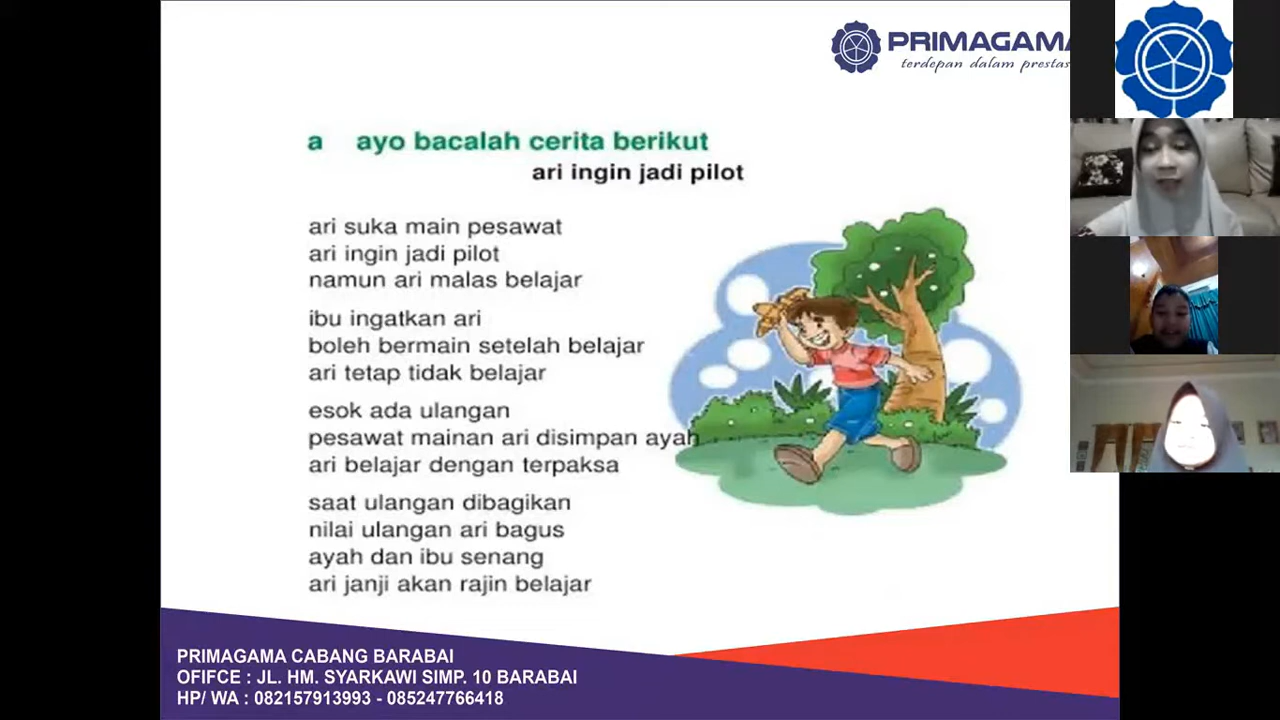 PRIMAGAMA
terdepan dalam prestas
a ayo bacalah cerita berikut
ari ingin jadi pilot
ari suka main pesawat
ari ingin jadi pilot
namun ari malas belajar
ibu ingatkan ari
boleh bermain setelah belajar
ari tetap tidak belajar
esok ada ulangan
pesawat mainan ari disimpan ayah
ari belajar dengan terpaksa
saat ulangan dibagikan
nilai ulangan ari bagus
ayah dan ibu senang
ari janji akan rajin belajar
PRIMAGAMA CABANG BARABAI
OFIFCE : JL. HM. SYARKAWI SIMP. 10 BARABAI
HP/ WA : 082157913993 - 085247766418